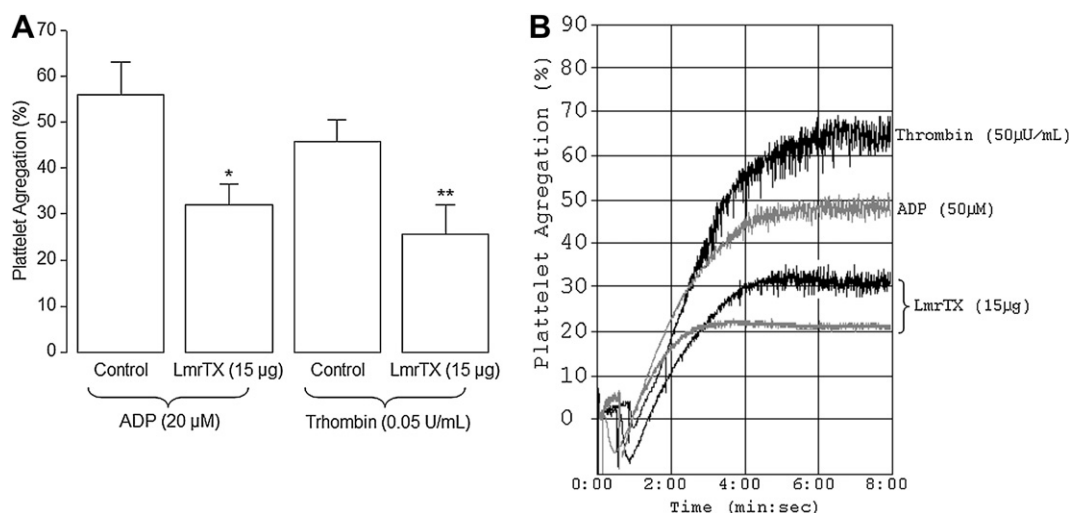 A
Plattelet Agregation (%)
70
60
50
40
30
20
10
0
*
**
Control
LmrTX (15 µg)
Control
LmrTX (15 µg)
ADP (20 µM)
Trhombin (0.05 U/mL)
B
Plattelet Agregation (%)
90
80
70
60
50
40
30
20
10
0
Thrombin (50µU/mL)
ADP (50µM)
LmrTX (15µg)
0:00
2:00
4:00
6:00
8:00
Time (min:sec)